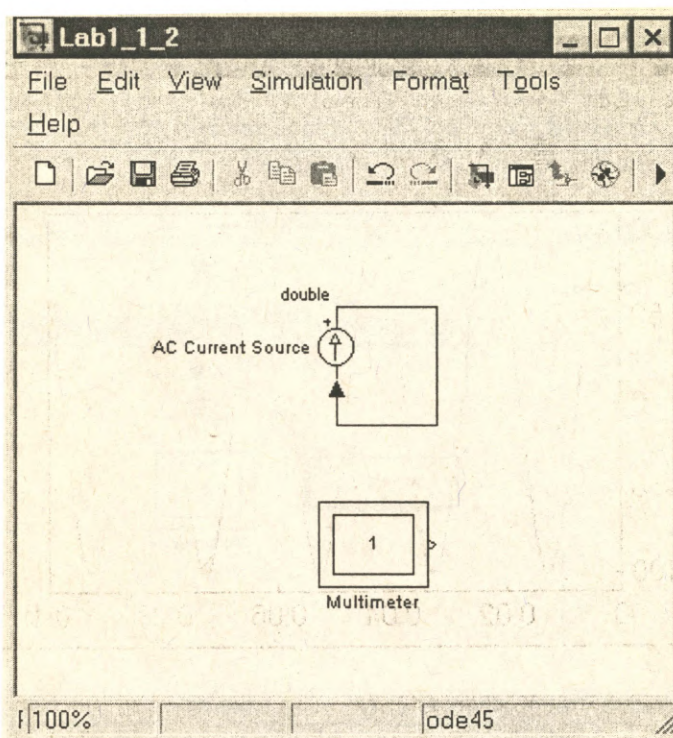 Lab1_1_2
File Edit View Simulation Format Tools
Help
double
+
AC Current Source
1
Multimeter
100%
ode45